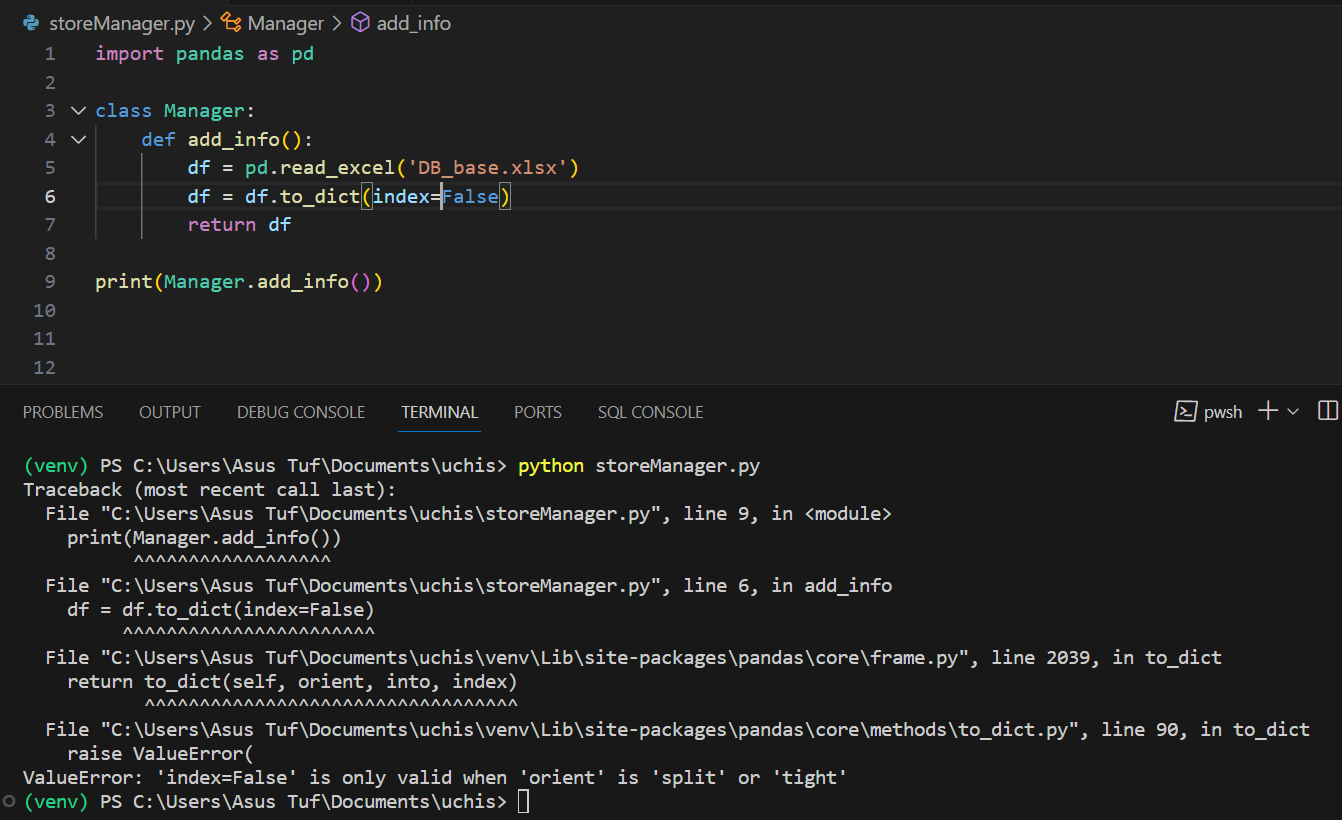 storeManager.py > Manager > add_info
1 import pandas as pd
2
3 class Manager:
4     def add_info():
5         df = pd.read_excel('DB_base.xlsx')
6         df = df.to_dict(index=False)
7         return df
8
9 print(Manager.add_info())
10
11
12
PROBLEMS OUTPUT DEBUG CONSOLE TERMINAL PORTS SQL CONSOLE pwsh
(venv) PS C:\Users\Asus Tuf\Documents\uchis> python storeManager.py
Traceback (most recent call last):
  File "C:\Users\Asus Tuf\Documents\uchis\storeManager.py", line 9, in <module>
    print(Manager.add_info())
          ^^^^^^^^^^^^^^^^^^
  File "C:\Users\Asus Tuf\Documents\uchis\storeManager.py", line 6, in add_info
    df = df.to_dict(index=False)
         ^^^^^^^^^^^^^^^^^^^^^^^
  File "C:\Users\Asus Tuf\Documents\uchis\venv\Lib\site-packages\pandas\core\frame.py", line 2039, in to_dict
    return to_dict(self, orient, into, index)
           ^^^^^^^^^^^^^^^^^^^^^^^^^^^^^^^^^^
  File "C:\Users\Asus Tuf\Documents\uchis\venv\Lib\site-packages\pandas\core\methods\to_dict.py", line 90, in to_dict
    raise ValueError(
ValueError: 'index=False' is only valid when 'orient' is 'split' or 'tight'
(venv) PS C:\Users\Asus Tuf\Documents\uchis>